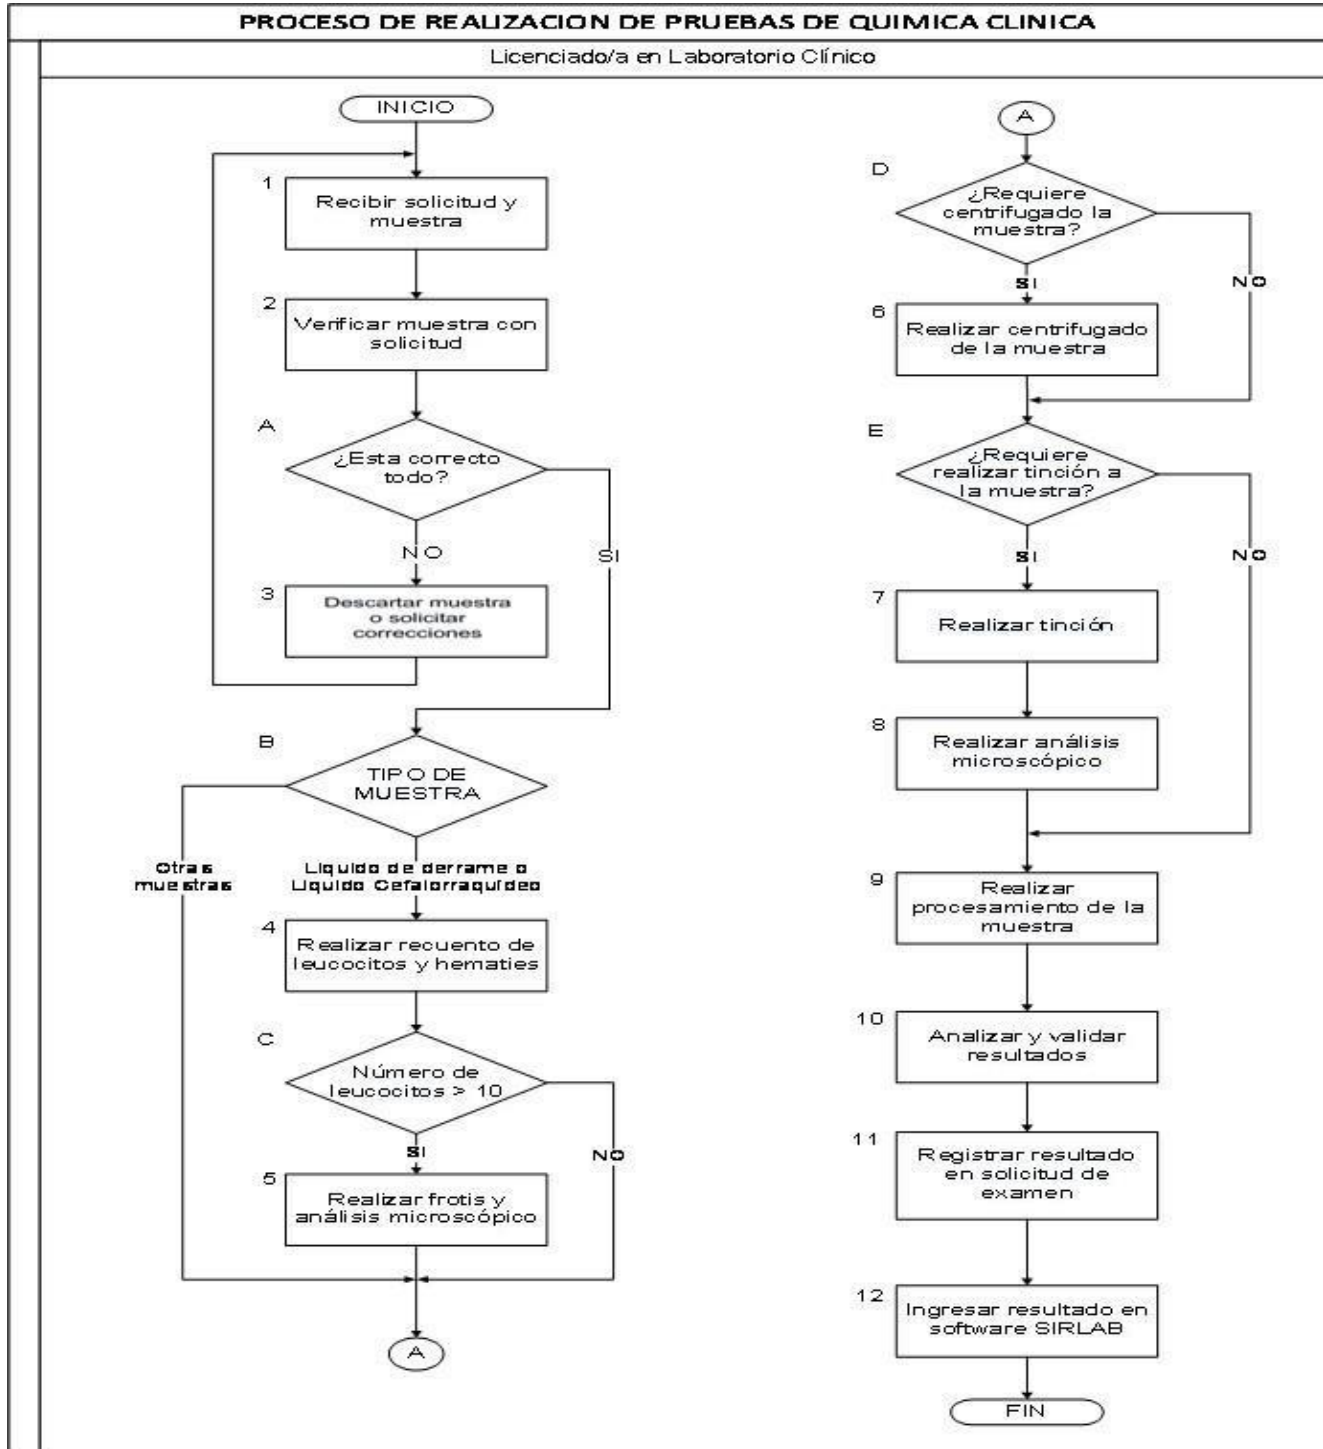 PROCESO DE REALIZACION DE PRUEBAS DE QUIMICA CLINICA
Licenciado/a en Laboratorio Clínico
INICIO
1
Recibir solicitud y
muestra
2
Verificar muestra con
solicitud
A
¿Esta correcto
todo?
NO
SI
3
Descartar muestra
o solicitar
correcciones
B
TIPO DE
MUESTRA
Otras
muestras
Liquido de derrame o
Liquido Cefalorraquideo
4
Realizar recuento de
leucocitos y hematies
C
Número de
leucocitos > 10
SI
NO
5
Realizar frotis y
análisis microscópico
A
A
D
¿Requiere
centrifugado la
muestra?
SI
NO
6
Realizar centrifugado
de la muestra
E
¿Requiere
realizar tinción a
la muestra?
SI
NO
7
Realizar tinción
8
Realizar análisis
microscópico
9
Realizar
procesamiento de la
muestra
10
Analizar y validar
resultados
11
Registrar resultado
en solicitud de
examen
12
Ingresar resultado en
software SIRLAB
FIN